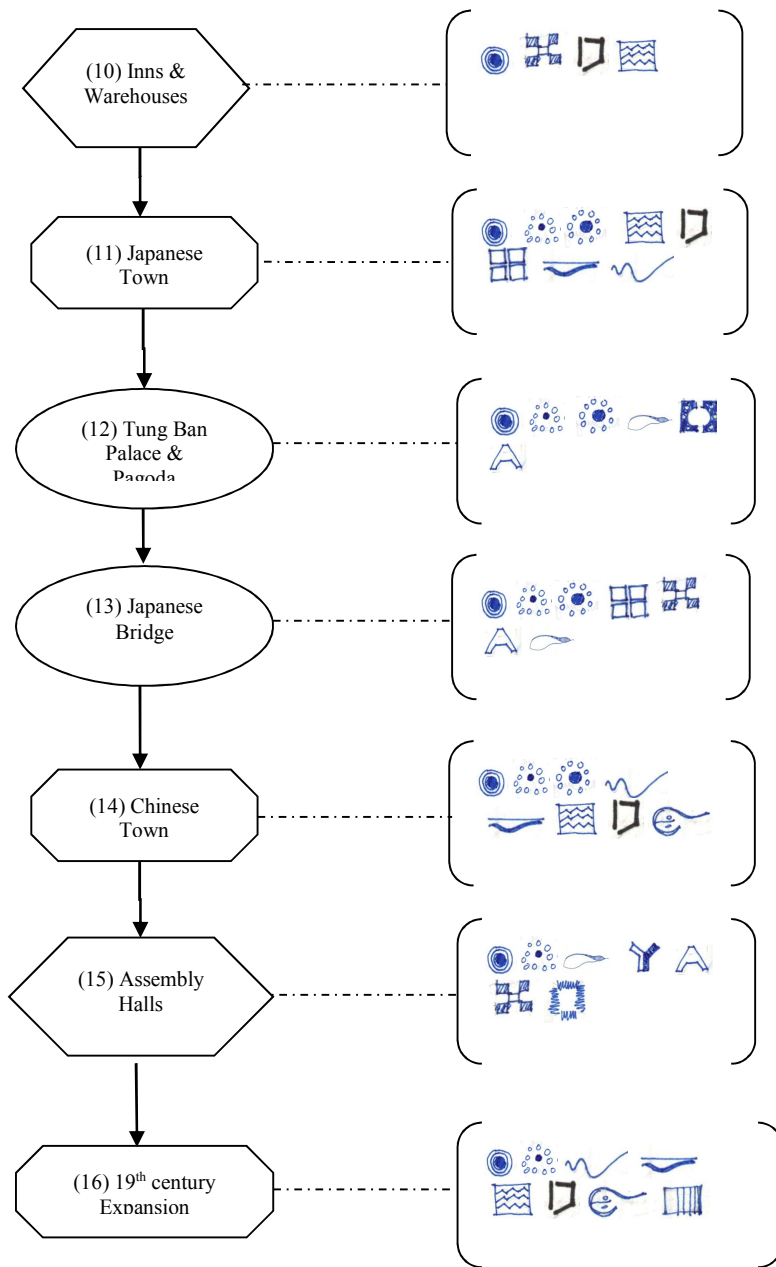 (10) Inns &
Warehouses
(11) Japanese
Town
(12) Tung Ban
Palace &
Pagoda
(13) Japanese
Bridge
(14) Chinese
Town
(15) Assembly
Halls
(16) 19th century
Expansion